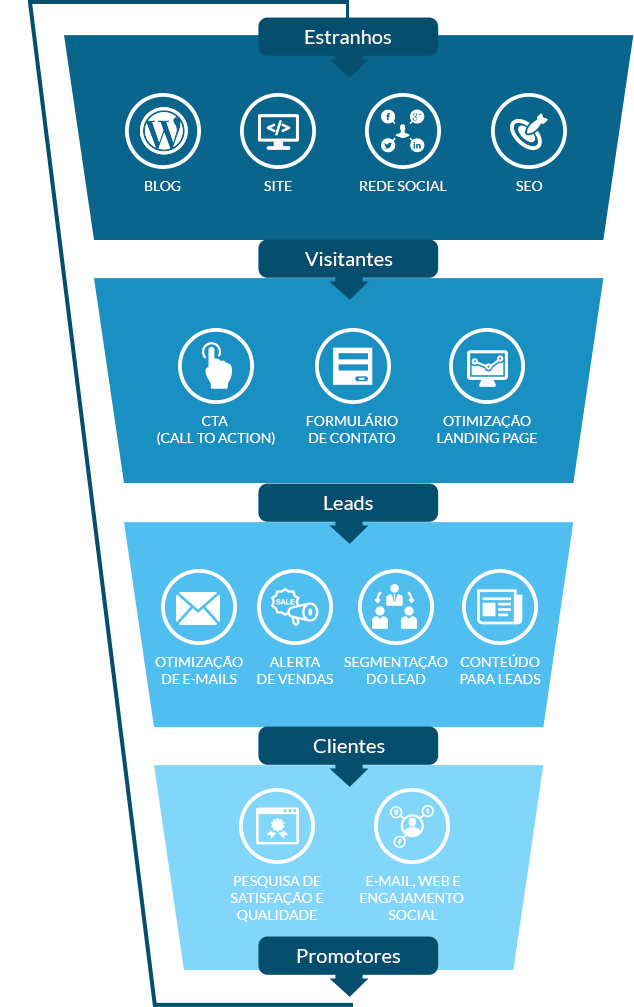 Estranhos
BLOG
SITE
REDE SOCIAL
SEO
Visitantes
CTA
(CALL TO ACTION)
FORMULÁRIO
DE CONTATO
OTIMIZAÇÃO
LANDING PAGE
Leads
SALE
OTIMIZAÇÃO
DE E-MAILS
ALERTA
DE VENDAS
SEGMENTAÇÃO
DO LEAD
CONTEÚDO
PARA LEADS
Clientes
PESQUISA DE
SATISFAÇÃO E
QUALIDADE
E-MAIL, WEB E
ENGAJAMENTO
SOCIAL
Promotores